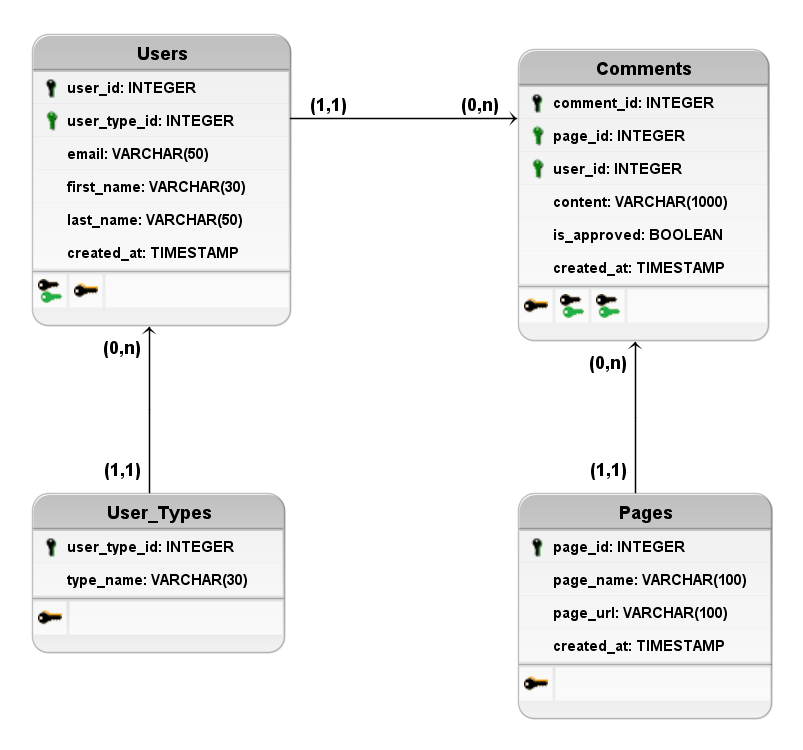 Users
user_id: INTEGER
user_type_id: INTEGER
email: VARCHAR(50)
first_name: VARCHAR(30)
last_name: VARCHAR(50)
created_at: TIMESTAMP
(1,1)
(0,n)
Comments
comment_id: INTEGER
page_id: INTEGER
user_id: INTEGER
content: VARCHAR(1000)
is_approved: BOOLEAN
created_at: TIMESTAMP
(0,n)
(1,1)
(0,n)
(1,1)
User_Types
user_type_id: INTEGER
type_name: VARCHAR(30)
Pages
page_id: INTEGER
page_name: VARCHAR(100)
page_url: VARCHAR(100)
created_at: TIMESTAMP